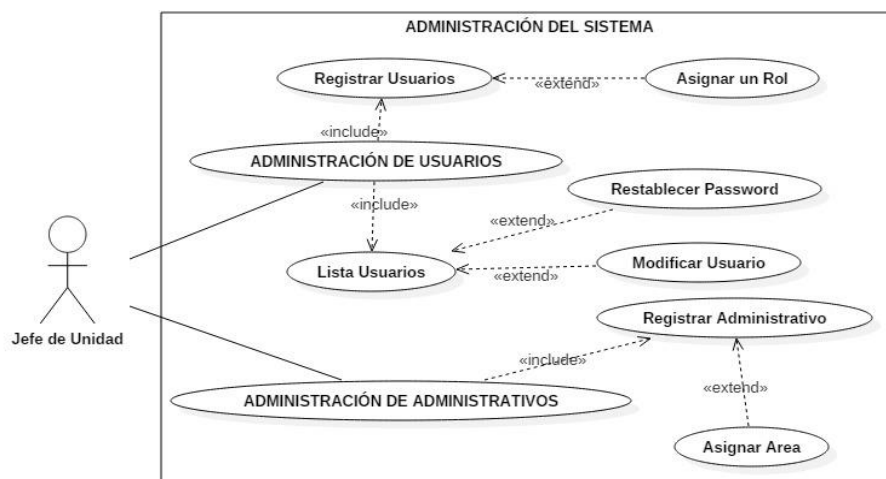 ADMINISTRACIÓN DEL SISTEMA
Registrar Usuarios
«extend»
Asignar un Rol
«include»
ADMINISTRACIÓN DE USUARIOS
«include»
Restablecer Password
«extend»
Lista Usuarios
«extend»
Modificar Usuario
Jefe de Unidad
Registrar Administrativo
«include»
«extend»
ADMINISTRACIÓN DE ADMINISTRATIVOS
Asignar Area